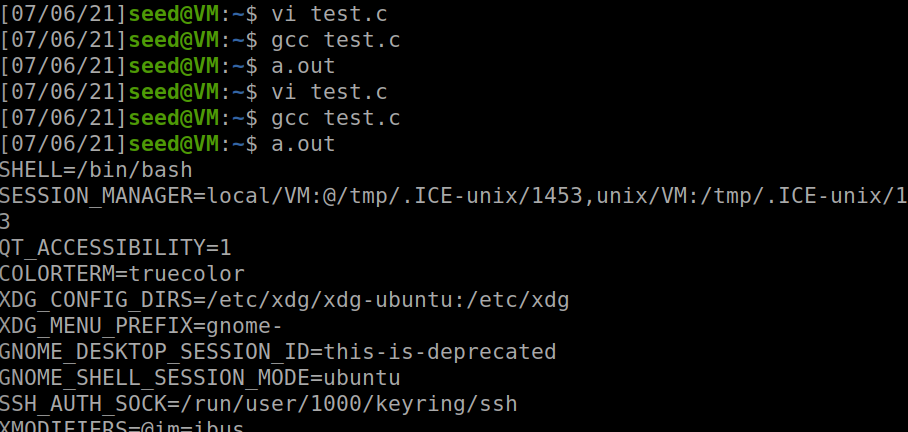 [07/06/21]seed@VM:~$ vi test.c
[07/06/21]seed@VM:~$ gcc test.c
[07/06/21]seed@VM:~$ a.out
[07/06/21]seed@VM:~$ vi test.c
[07/06/21]seed@VM:~$ gcc test.c
[07/06/21]seed@VM:~$ a.out
SHELL=/bin/bash
SESSION_MANAGER=local/VM:@/tmp/.ICE-unix/1453,unix/VM:/tmp/.ICE-unix/1
3
QT_ACCESSIBILITY=1
COLORTERM=truecolor
XDG_CONFIG_DIRS=/etc/xdg/xdg-ubuntu:/etc/xdg
XDG_MENU_PREFIX=gnome-
GNOME_DESKTOP_SESSION_ID=this-is-deprecated
GNOME_SHELL_SESSION_MODE=ubuntu
SSH_AUTH_SOCK=/run/user/1000/keyring/ssh
XMODIFIERS=@im=ibus